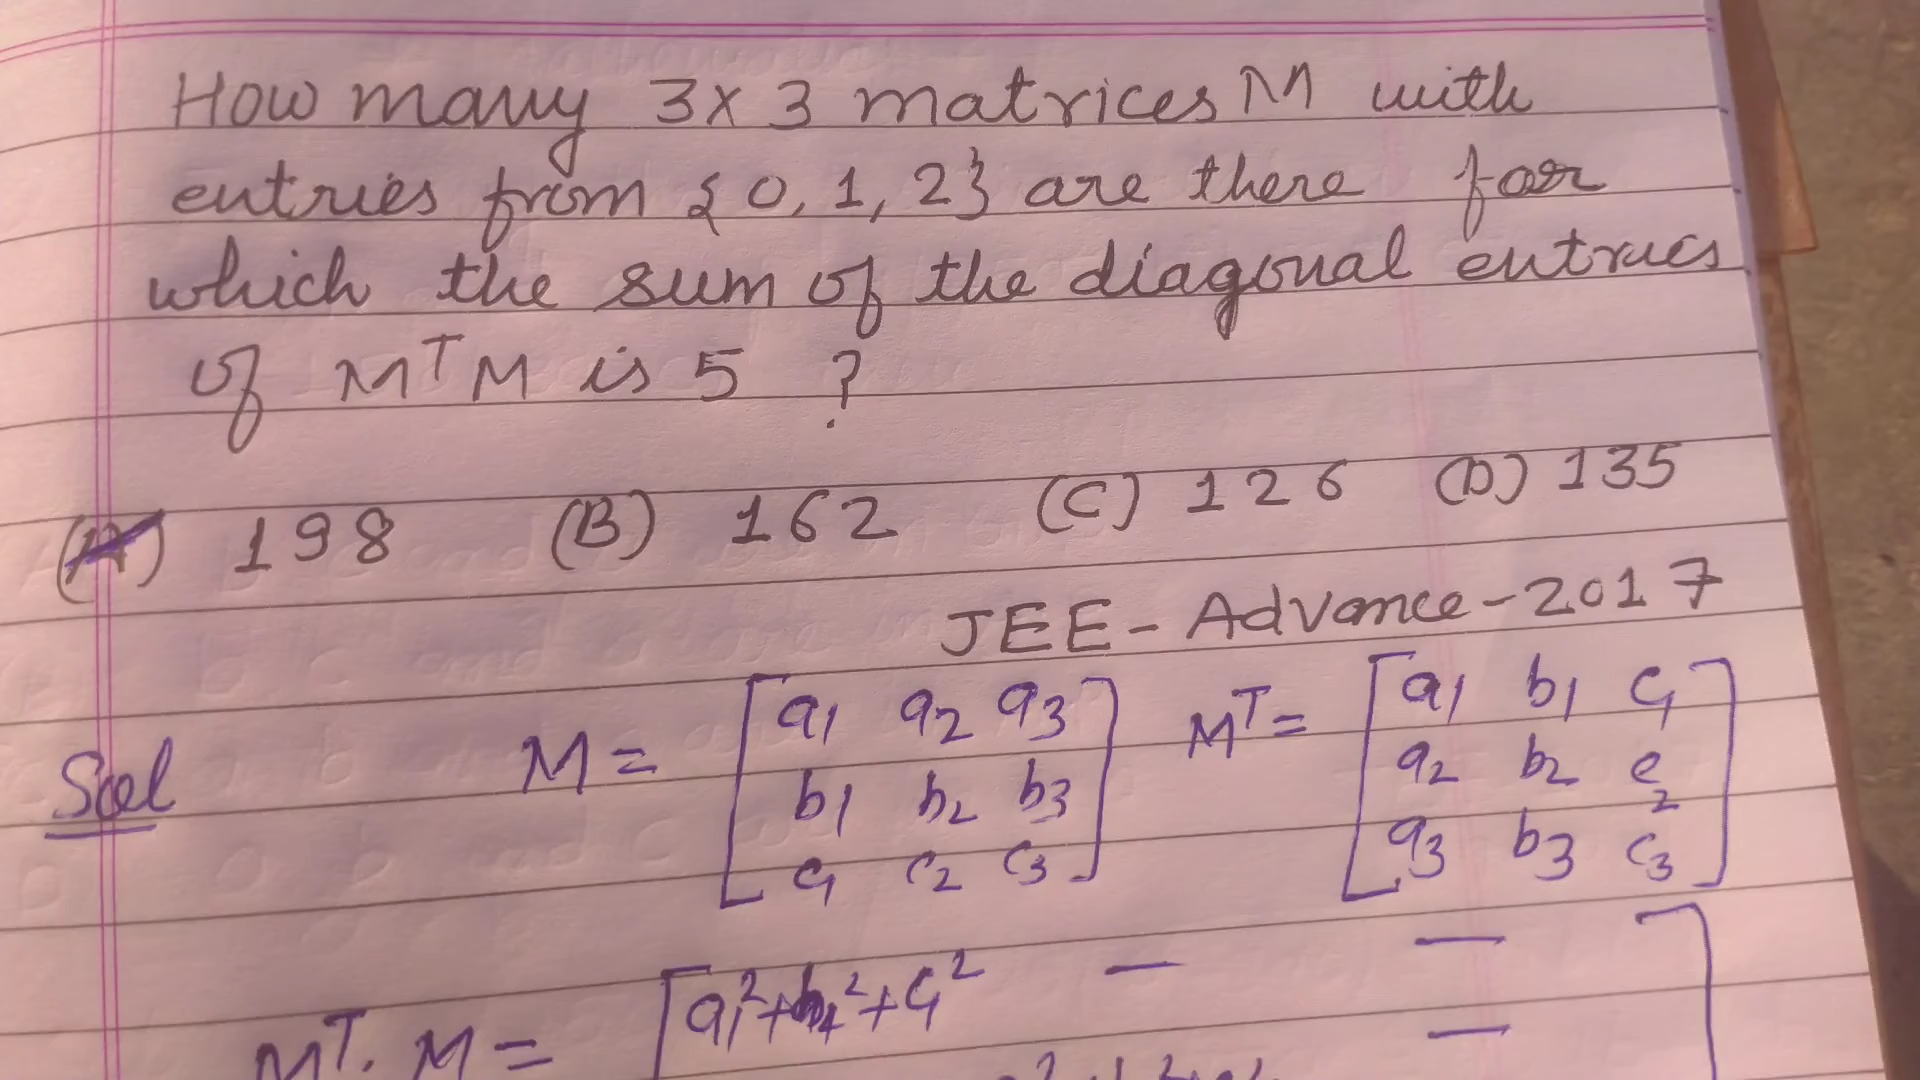 How many 3x3 matrices M with
entries from {0, 1, 2} are there for
which the sum of the diagonal entries
of MᵀM is 5 ?
(A) 198 (B) 162 (C) 126 (D) 135
JEE-Advance-2017
Sol M = [a₁ a₂ a₃ Mᵀ = [a₁ b₁ c₁
b₁ b₂ b₃ a₂ b₂ c₂
c₁ c₂ c₃] a₃ b₃ c₃]
Mᵀ. M = [a₁²+b₁²+c₁² — —
—